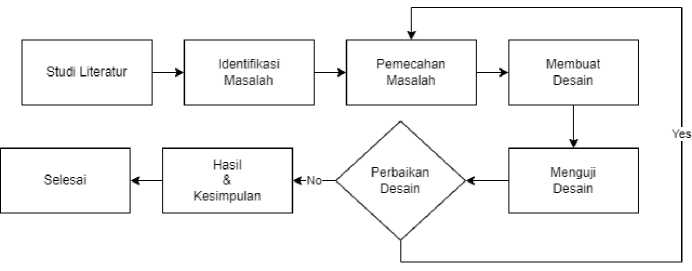 Studi Literatur
Identifikasi
Masalah
Pemecahan
Masalah
Membuat
Desain
Yes
Selesai
Hasil
&
Kesimpulan
No
Perbaikan
Desain
Menguji
Desain